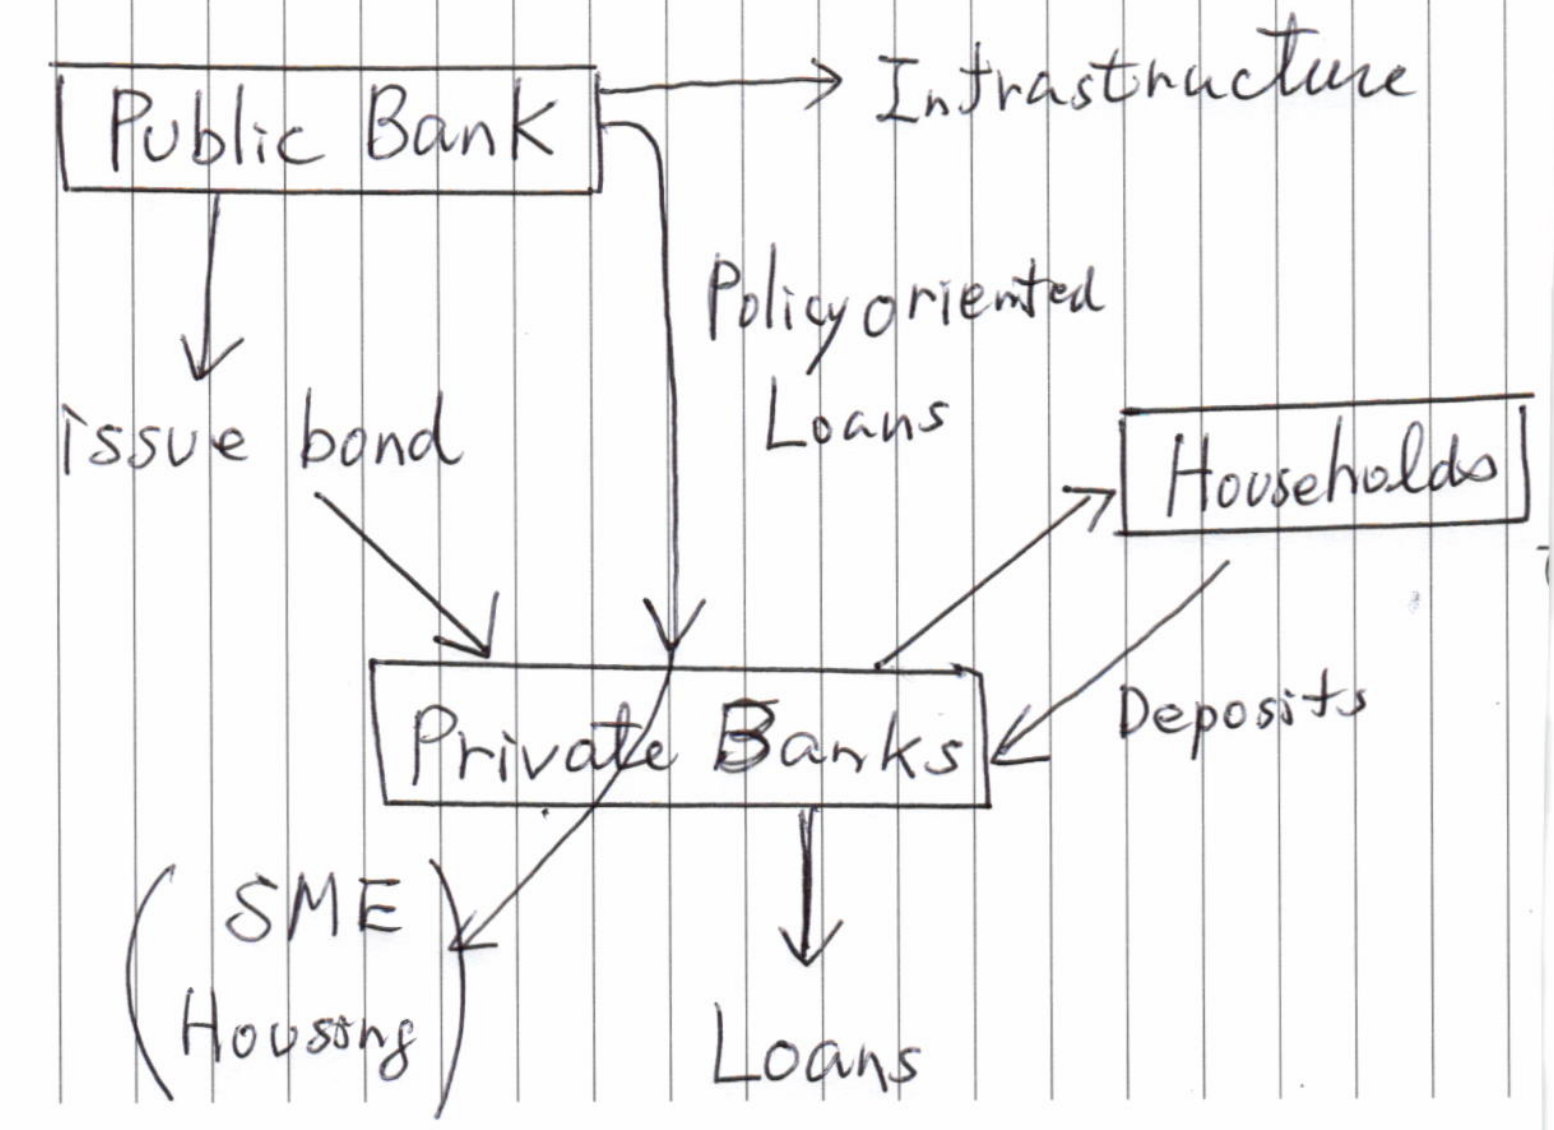 Public Bank
Infrastructure
Policy oriented
Loans
issue bond
Households
Deposits
Private Banks
SME
Housing
Loans